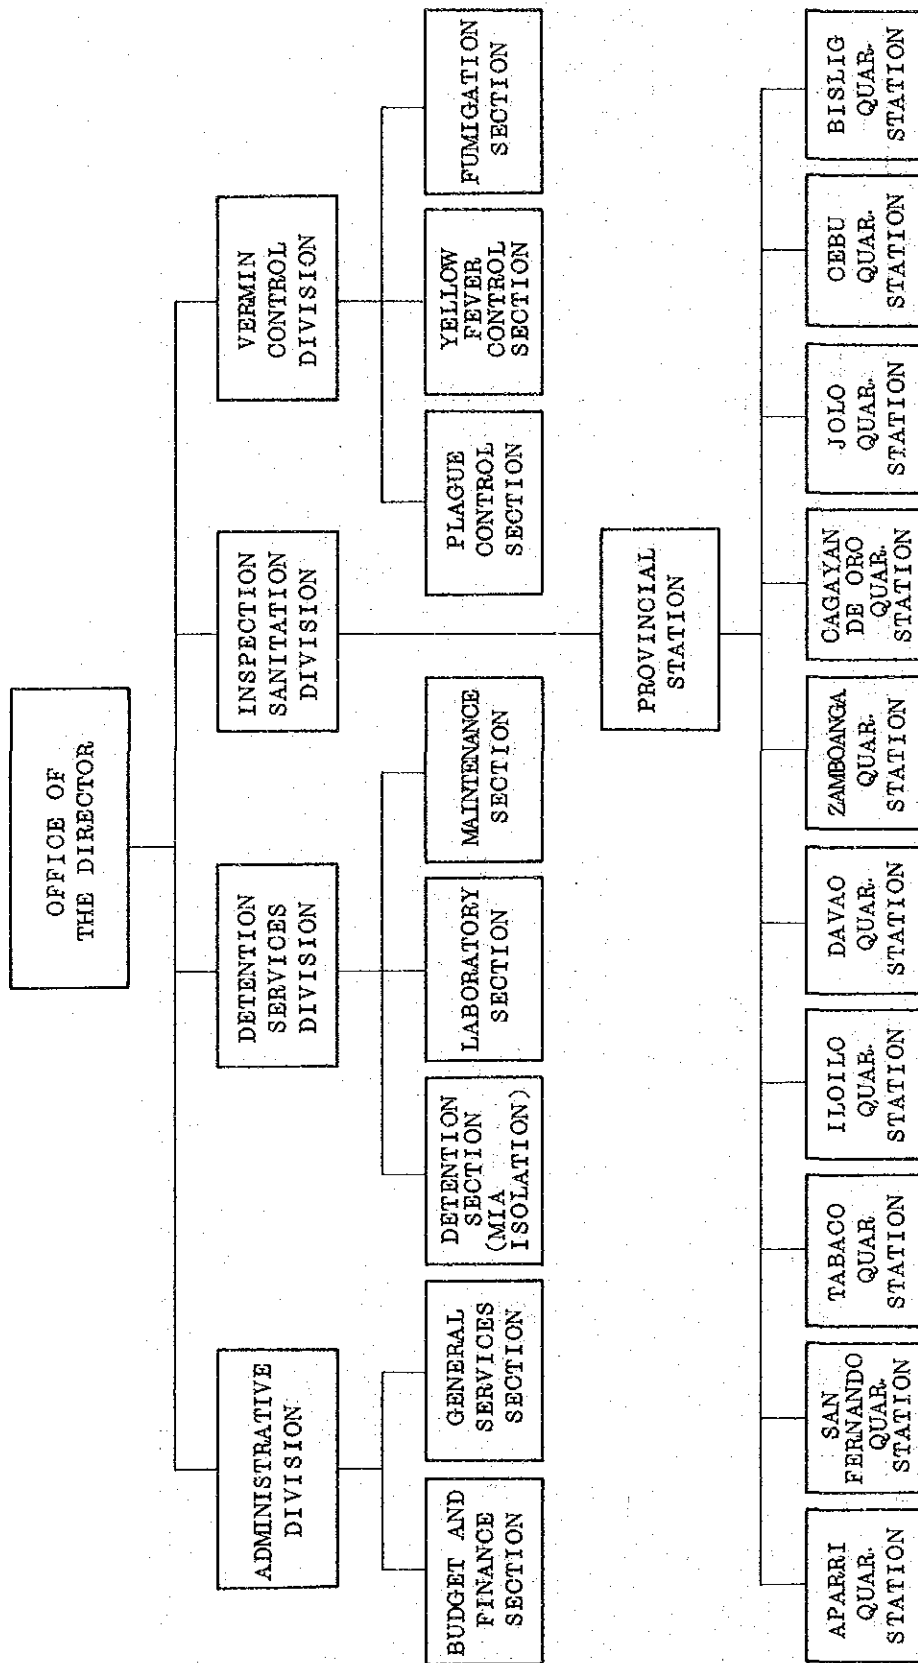 OFFICE OF
THE DIRECTOR
ADMINISTRATIVE
DIVISION
DETENTION
SERVICES
DIVISION
INSPECTION
SANITATION
DIVISION
VERMIN
CONTROL
DIVISION
BUDGET AND
FINANCE
SECTION
GENERAL
SERVICES
SECTION
DETENTION
SECTION
(MIA
ISOLATION)
LABORATORY
SECTION
MAINTENANCE
SECTION
PLAGUE
CONTROL
SECTION
YELLOW
FEVER
CONTROL
SECTION
FUMIGATION
SECTION
PROVINCIAL
STATION
APARRI
QUAR.
STATION
SAN
FERNANDO
QUAR.
STATION
TABACO
QUAR
STATION
ILOILO
QUAR.
STATION
DAVAO
QUAR.
STATION
ZAMBOANGA
QUAR.
STATION
CAGAYAN
DE ORO
QUAR.
STATION
JOLO
QUAR.
STATION
CEBU
QUAR.
STATION
BISLIG
QUAR.
STATION